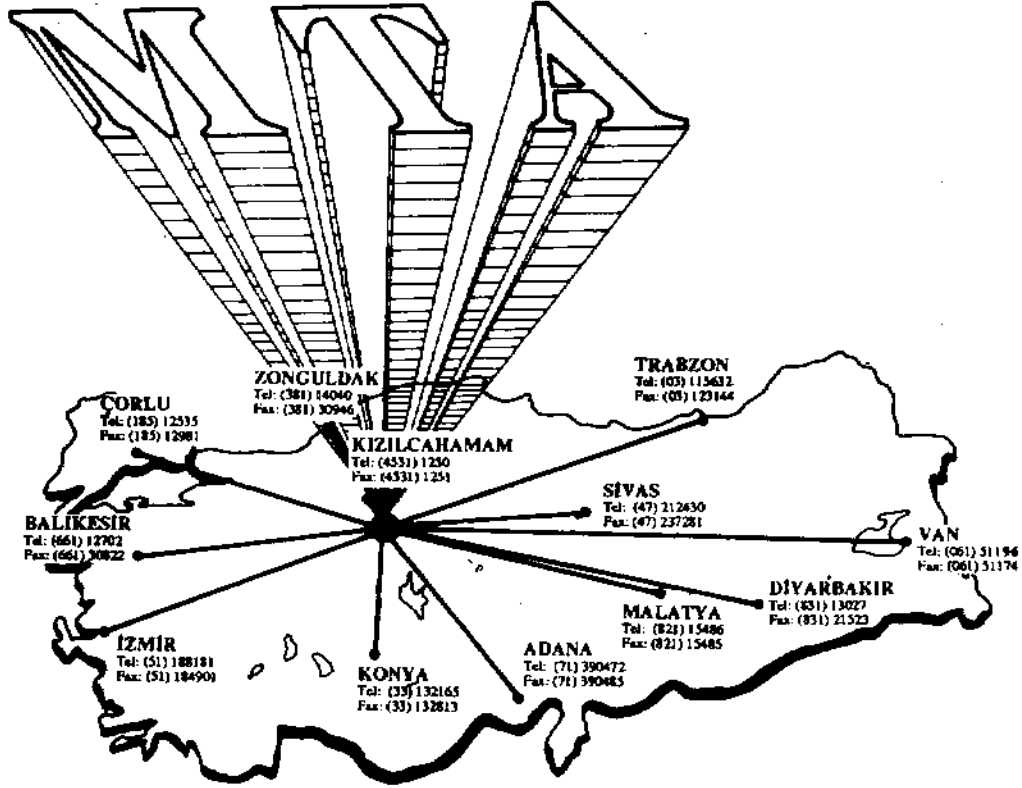 MTA
ZONGULDAK
Tel: (381) 14040
Fax: (381) 30946
TRABZON
Tel: (03) 115632
Fax: (03) 123144
ÇORLU
Tel: (185) 12535
Fax: (185) 12981
KIZILCAHAMAM
Tel: (4531) 1250
Fax: (4531) 1251
SİVAS
Tel: (47) 212430
Fax: (47) 237281
BALIKESİR
Tel: (661) 12702
Fax: (661) 30822
VAN
Tel: (061) 51196
Fax: (061) 51174
DİYARBAKIR
Tel: (831) 13027
Fax: (831) 21523
MALATYA
Tel: (821) 15486
Fax: (821) 15485
İZMİR
Tel: (51) 188181
Fax: (51) 184901
ADANA
Tel: (71) 390472
Fax: (71) 390485
KONYA
Tel: (33) 132165
Fax: (33) 132813